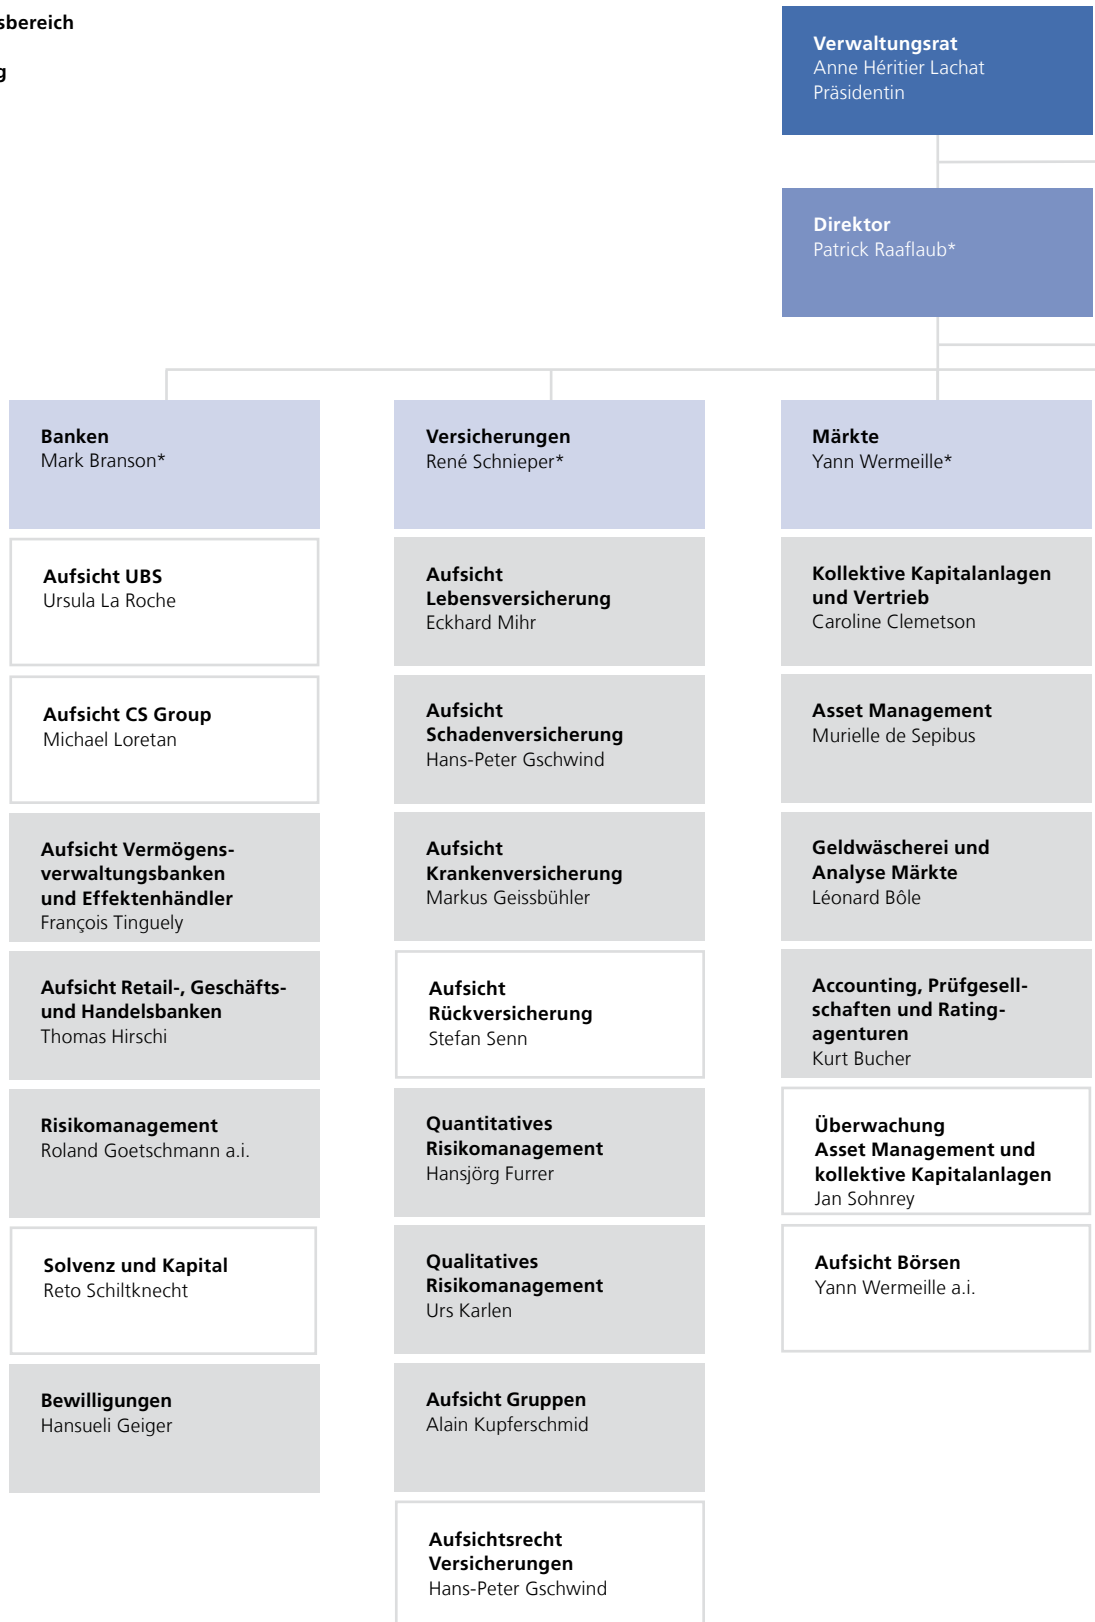 sbereich
g
Verwaltungsrat
Anne Héritier Lachat
Präsidentin
Direktor
Patrick Raaflaub*
Banken
Mark Branson*
Aufsicht UBS
Ursula La Roche
Aufsicht CS Group
Michael Loretan
Aufsicht Vermögens-
verwaltungsbanken
und Effektenhändler
François Tinguely
Aufsicht Retail-, Geschäfts-
und Handelsbanken
Thomas Hirschi
Risikomanagement
Roland Goetschmann a.i.
Solvenz und Kapital
Reto Schiltknecht
Bewilligungen
Hansueli Geiger
Versicherungen
René Schnieper*
Aufsicht
Lebensversicherung
Eckhard Mihr
Aufsicht
Schadenversicherung
Hans-Peter Gschwind
Aufsicht
Krankenversicherung
Markus Geissbühler
Aufsicht
Rückversicherung
Stefan Senn
Quantitatives
Risikomanagement
Hansjörg Furrer
Qualitatives
Risikomanagement
Urs Karlen
Aufsicht Gruppen
Alain Kupferschmid
Aufsichtsrecht
Versicherungen
Hans-Peter Gschwind
Märkte
Yann Wermeille*
Kollektive Kapitalanlagen
und Vertrieb
Caroline Clemetson
Asset Management
Murielle de Sepibus
Geldwäscherei und
Analyse Märkte
Léonard Bôle
Accounting, Prüfgesell-
schaften und Rating-
agenturen
Kurt Bucher
Überwachung
Asset Management und
kollektive Kapitalanlagen
Jan Sohnrey
Aufsicht Börsen
Yann Wermeille a.i.